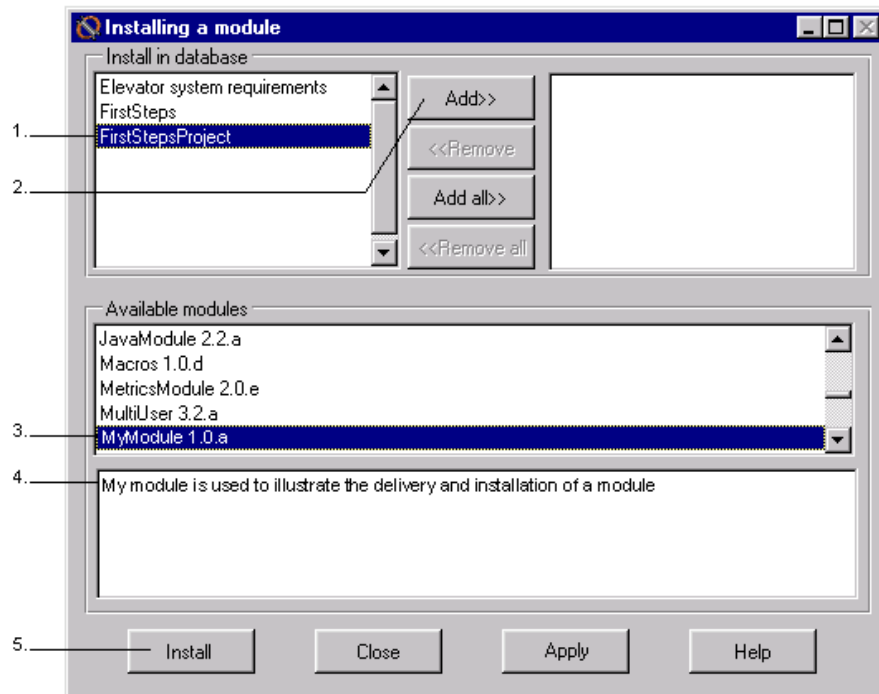 Installing a module
Install in database
Elevator system requirements
FirstSteps
1. FirstStepsProject
2.
Add>>
<<Remove
Add all>>
<<Remove all
Available modules
JavaModule 2.2.a
Macros 1.0.d
MetricsModule 2.0.e
MultiUser 3.2.a
3. MyModule 1.0.a
4. My module is used to illustrate the delivery and installation of a module
5. Install Close Apply Help